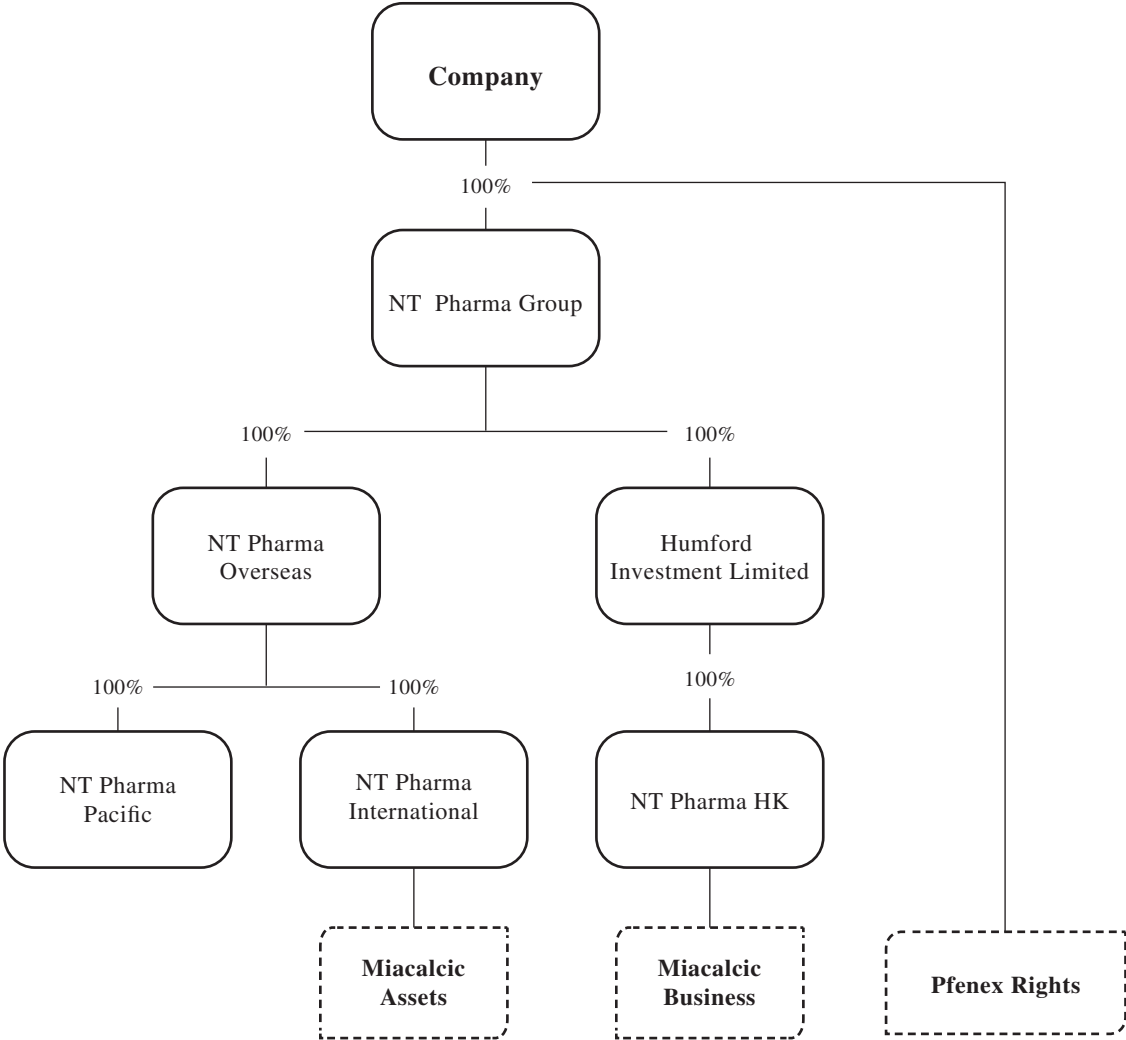 Company
100%
NT Pharma Group
100%
100%
NT Pharma
Overseas
Humford
Investment Limited
100%
100%
100%
NT Pharma
Pacific
NT Pharma
International
NT Pharma HK
Miacalcic
Assets
Miacalcic
Business
Pfenex Rights